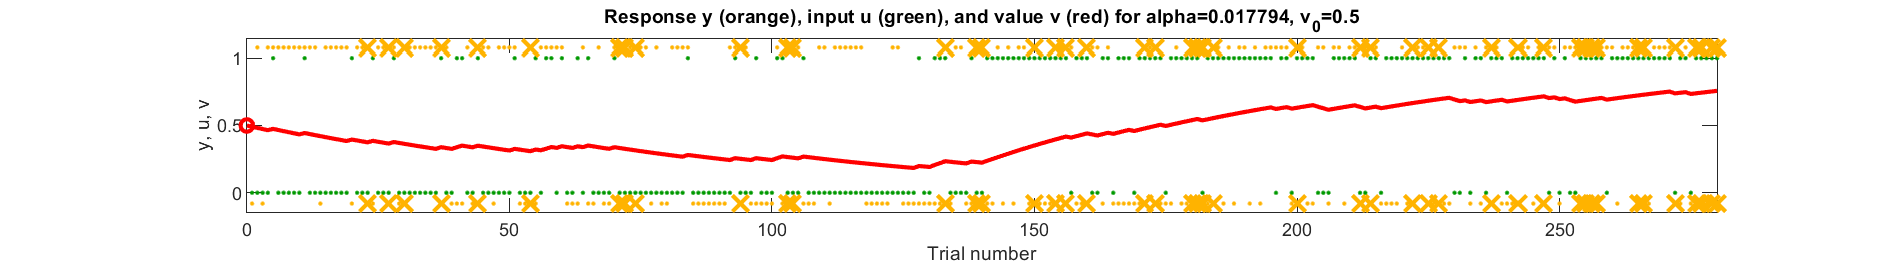 Response y (orange), input u (green), and value v (red) for alpha=0.017794, v0=0.5
y, u, v
1
0.5
0
0 50 100 150 200 250
Trial number